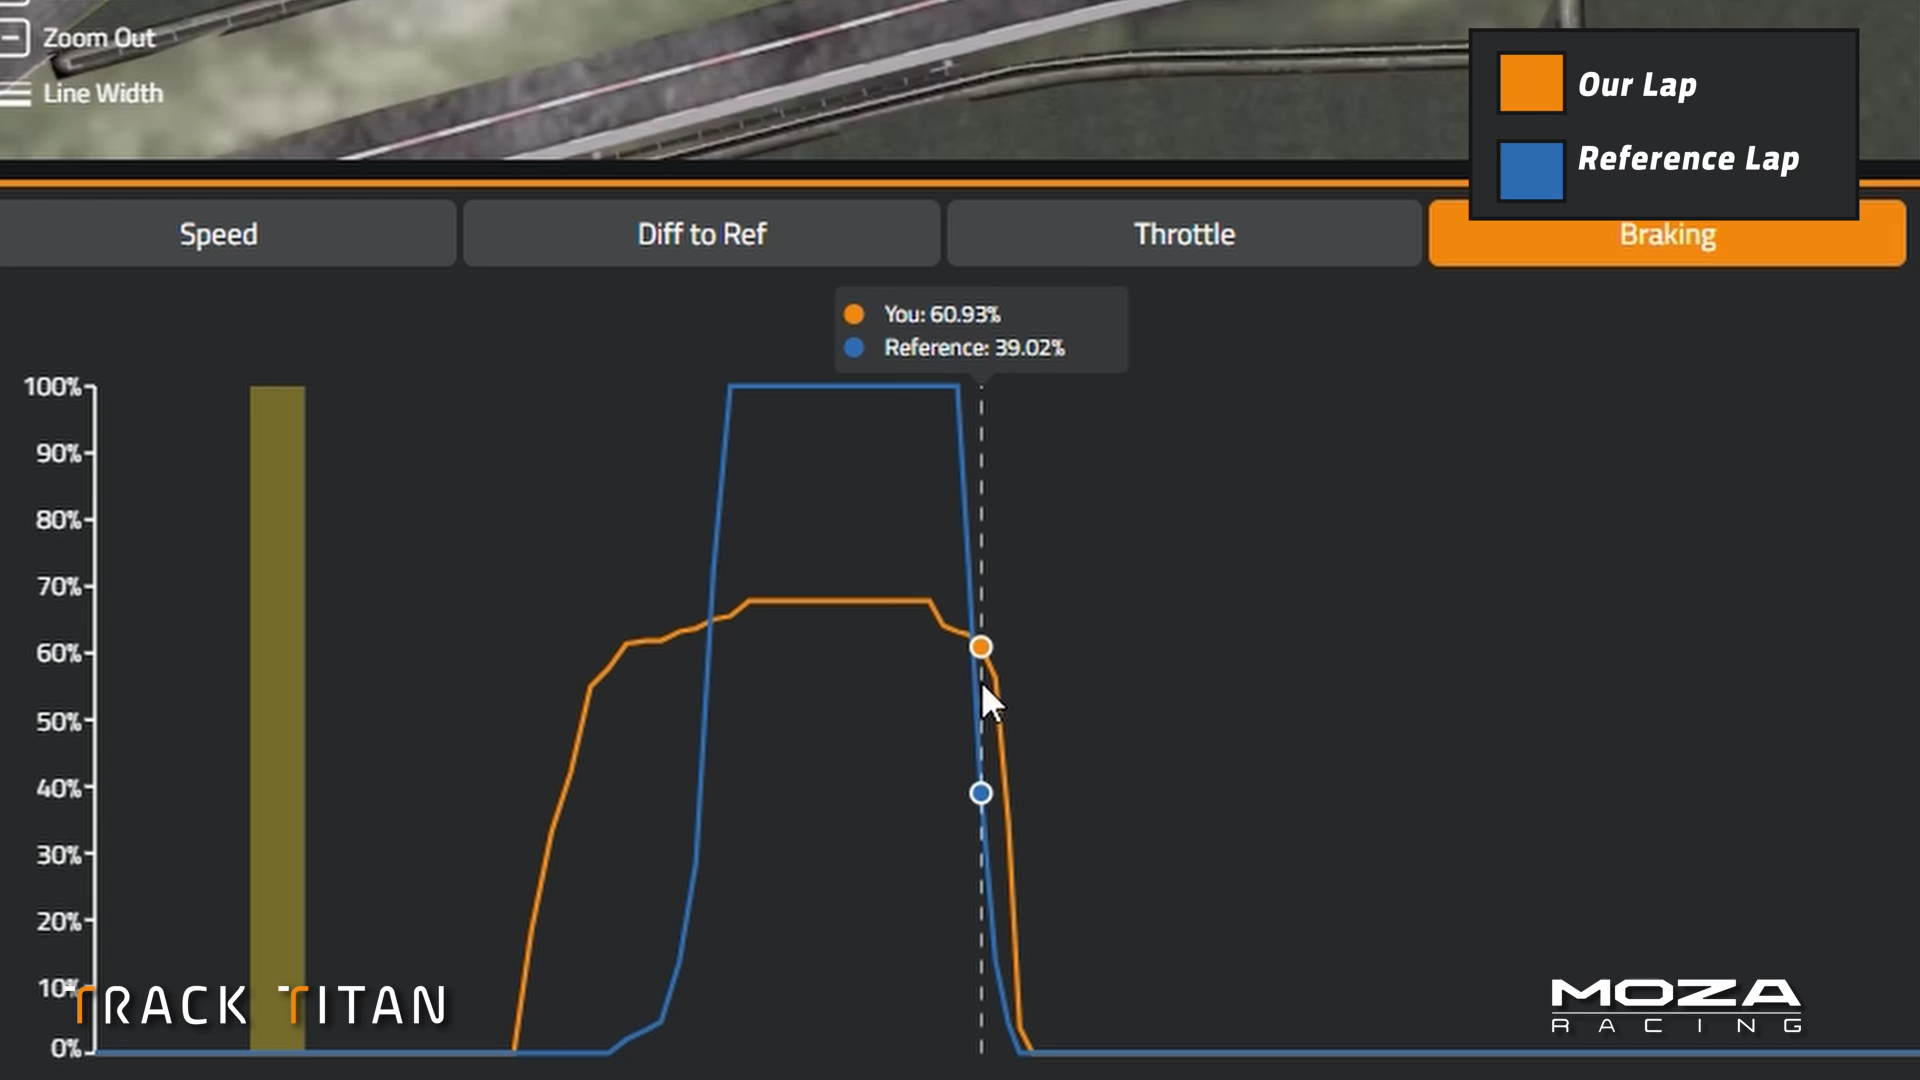 Zoom Out
Line Width
Our Lap
Reference Lap
Speed
Diff to Ref
Throttle
Braking
You: 60.93%
Reference: 39.02%
100%
90%
80%
70%
60%
50%
40%
30%
20%
10%
0%
TRACK TITAN
MOZA
RACING